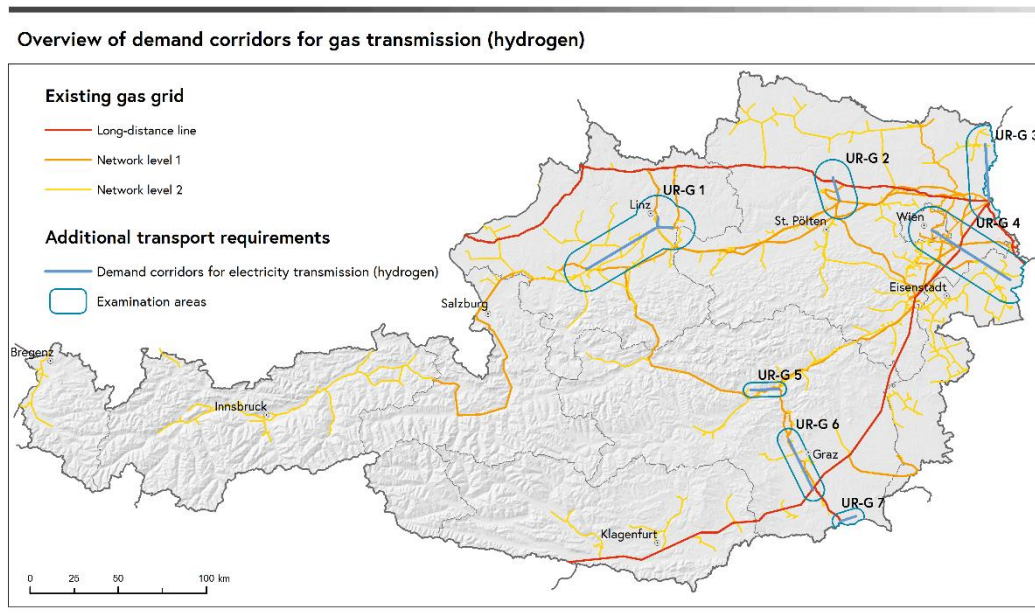 Overview of demand corridors for gas transmission (hydrogen)
Existing gas grid
Long-distance line
Network level 1
Network level 2
Additional transport requirements
Demand corridors for electricity transmission (hydrogen)
Examination areas
UR-G 3
UR-G 2
UR-G 1
Linz
St. Pölten
Wien
UR-G 4
Eisenstadt
Salzburg
Bregenz
UR-G 5
Innsbruck
UR-G 6
Graz
UR-G 7
Klagenfurt
0 25 50 100 km